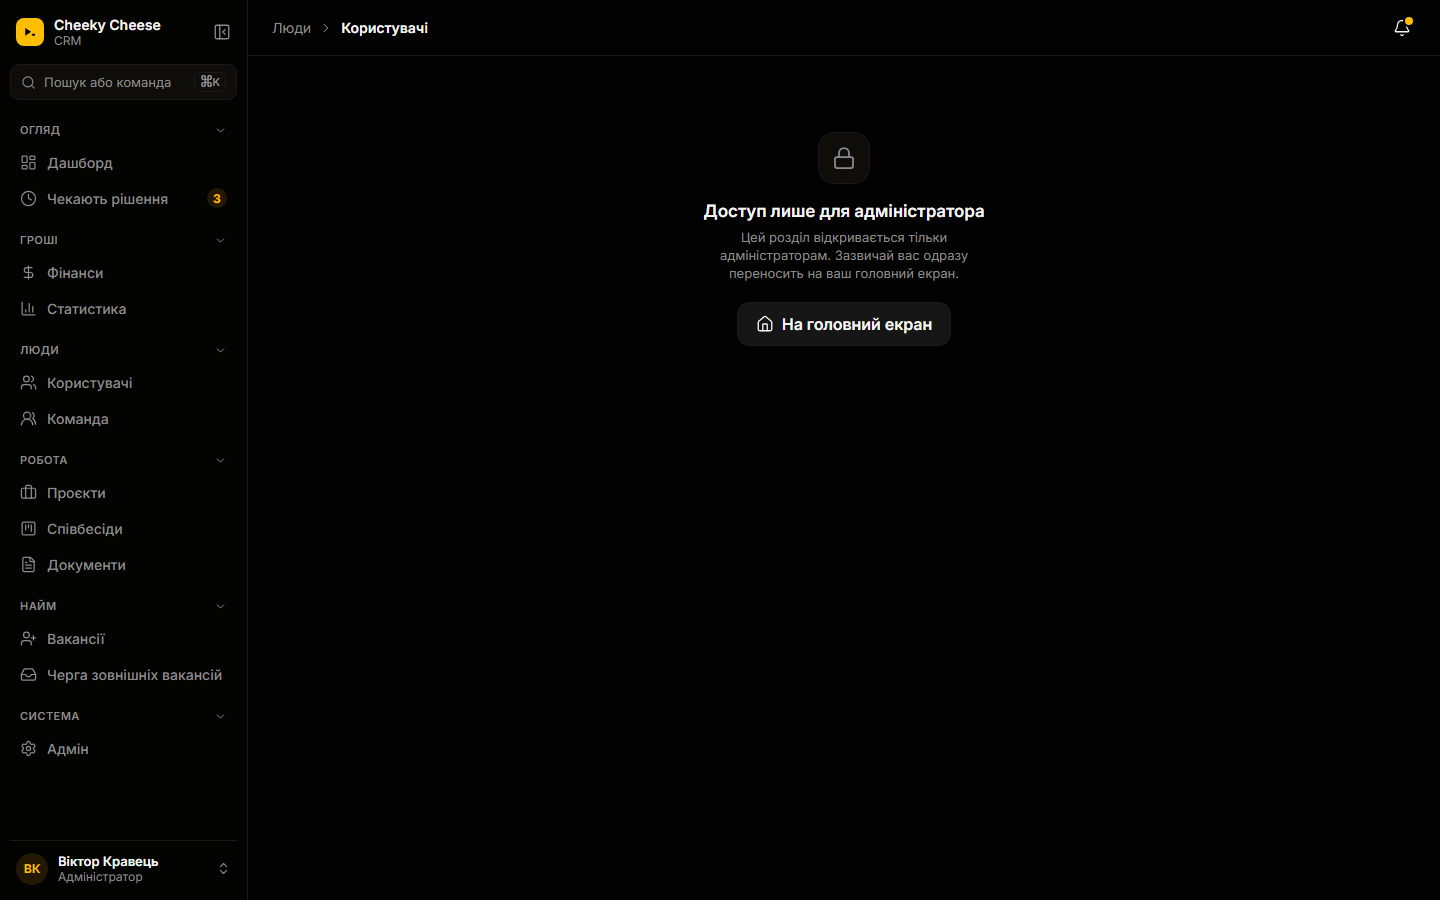 Cheeky Cheese
CRM
Пошук або команда ⌘K
ОГЛЯД
Дашборд
Чекають рішення 3
ГРОШІ
Фінанси
Статистика
ЛЮДИ
Користувачі
Команда
РОБОТА
Проєкти
Співбесіди
Документи
НАЙМ
Вакансії
Черга зовнішніх вакансій
СИСТЕМА
Адмін
ВК
Віктор Кравець
Адміністратор
Люди > Користувачі
Доступ лише для адміністратора
Цей розділ відкривається тільки
адміністраторам. Зазвичай вас одразу
переносить на ваш головний екран.
На головний екран